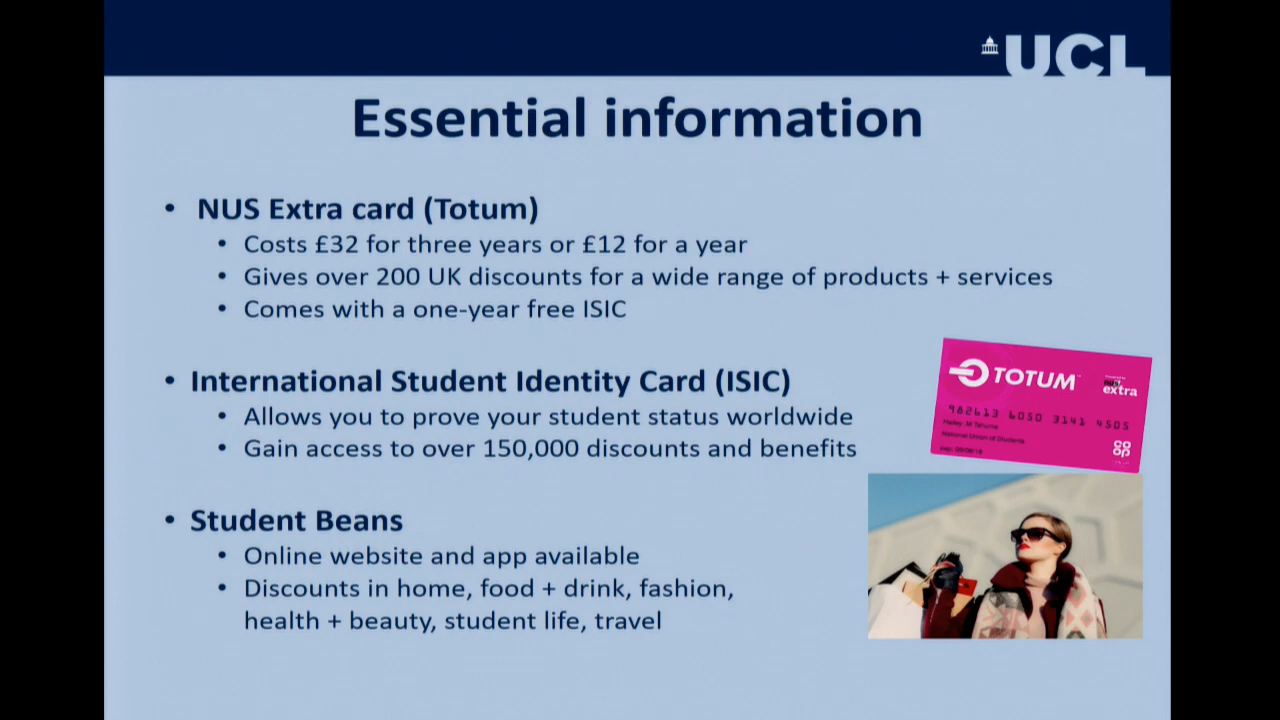 UCL
Essential information
• NUS Extra card (Totum)
• Costs £32 for three years or £12 for a year
• Gives over 200 UK discounts for a wide range of products + services
• Comes with a one-year free ISIC
• International Student Identity Card (ISIC)
• Allows you to prove your student status worldwide
• Gain access to over 150,000 discounts and benefits
TOTUM
extra
982613 6050 3141 4505
National Union of Students
CO
OP
• Student Beans
• Online website and app available
• Discounts in home, food + drink, fashion,
health + beauty, student life, travel